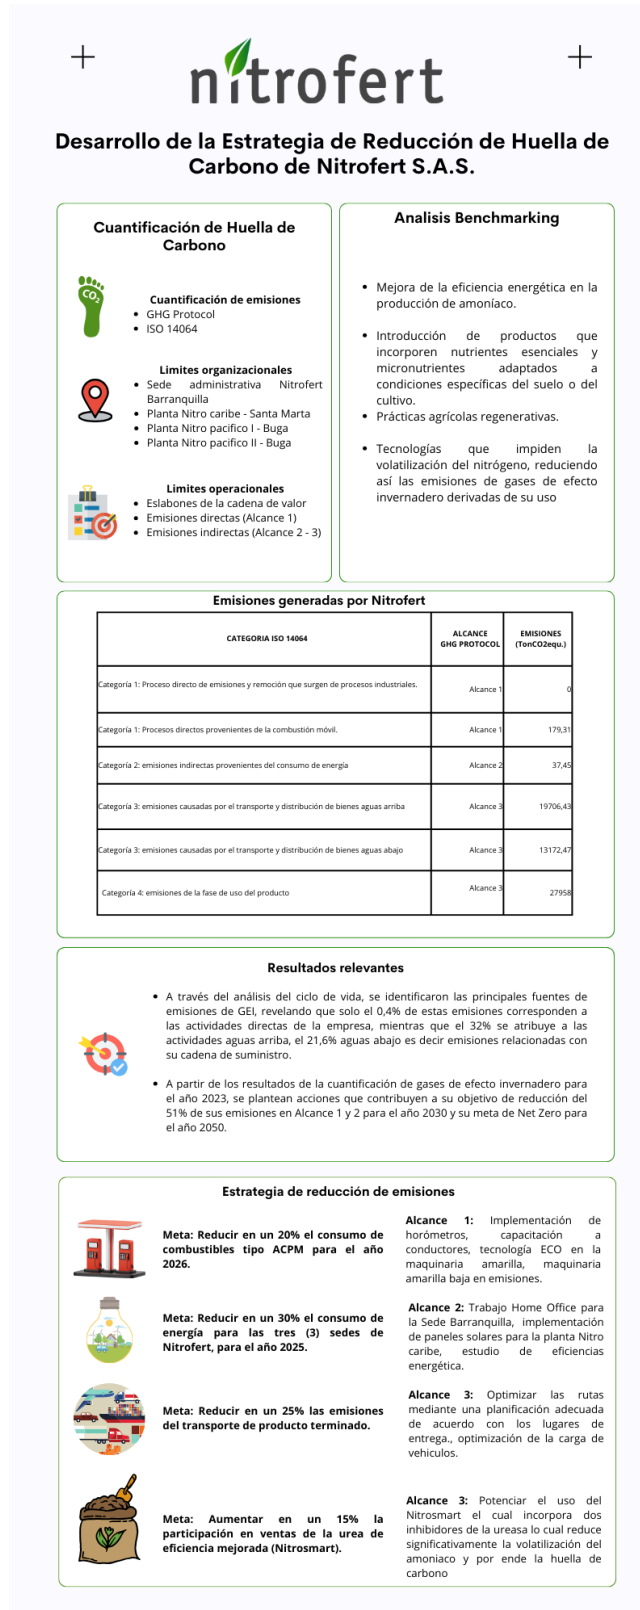 nitrofert
Desarrollo de la Estrategia de Reducción de Huella de
Carbono de Nitrofert S.A.S.
Cuantificación de Huella de
Carbono
CO2
Cuantificación de emisiones
• GHG Protocol
• ISO 14064
Limites organizacionales
• Sede administrativa Nitrofert
Barranquilla
• Planta Nitro caribe - Santa Marta
• Planta Nitro pacifico I - Buga
• Planta Nitro pacifico II - Buga
Limites operacionales
• Eslabones de la cadena de valor
• Emisiones directas (Alcance 1)
• Emisiones indirectas (Alcance 2 - 3)
Analisis Benchmarking
• Mejora de la eficiencia energética en la
producción de amoníaco.
• Introducción de productos que
incorporen nutrientes esenciales y
micronutrientes adaptados a
condiciones específicas del suelo o del
cultivo.
• Prácticas agrícolas regenerativas.
• Tecnologías que impiden la
volatilización del nitrógeno, reduciendo
así las emisiones de gases de efecto
invernadero derivadas de su uso
Emisiones generadas por Nitrofert
CATEGORIA ISO 14064 ALCANCE GHG PROTOCOL EMISIONES (TonCO2equ.)
Categoría 1: Proceso directo de emisiones y remoción que surgen de procesos industriales. Alcance 1 0
Categoría 1: Procesos directos provenientes de la combustión móvil. Alcance 1 179,31
Categoría 2: emisiones indirectas provenientes del consumo de energía Alcance 2 37,45
Categoría 3: emisiones causadas por el transporte y distribución de bienes aguas arriba Alcance 3 19706,43
Categoría 3: emisiones causadas por el transporte y distribución de bienes aguas abajo Alcance 3 13172,47
Categoría 4: emisiones de la fase de uso del producto Alcance 3 27958
Resultados relevantes
• A través del análisis del ciclo de vida, se identificaron las principales fuentes de
emisiones de GEI, revelando que solo el 0,4% de estas emisiones corresponden a
las actividades directas de la empresa, mientras que el 32% se atribuye a las
actividades aguas arriba, el 21,6% aguas abajo es decir emisiones relacionadas con
su cadena de suministro.
• A partir de los resultados de la cuantificación de gases de efecto invernadero para
el año 2023, se plantean acciones que contribuyen a su objetivo de reducción del
51% de sus emisiones en Alcance 1 y 2 para el año 2030 y su meta de Net Zero para
el año 2050.
Estrategia de reducción de emisiones
Meta: Reducir en un 20% el consumo de
combustibles tipo ACPM para el año
2026.
Alcance 1: Implementación de
horómetros, capacitación a
conductores, tecnología ECO en la
maquinaria amarilla, maquinaria
amarilla baja en emisiones.
Meta: Reducir en un 30% el consumo de
energía para las tres (3) sedes de
Nitrofert, para el año 2025.
Alcance 2: Trabajo Home Office para
la Sede Barranquilla, implementación
de paneles solares para la planta Nitro
caribe, estudio de eficiencias
energética.
Meta: Reducir en un 25% las emisiones
del transporte de producto terminado.
Alcance 3: Optimizar las rutas
mediante una planificación adecuada
de acuerdo con los lugares de
entrega., optimización de la carga de
vehiculos.
Meta: Aumentar en un 15% la
participación en ventas de la urea de
eficiencia mejorada (Nitrosmart).
Alcance 3: Potenciar el uso del
Nitrosmart el cual incorpora dos
inhibidores de la ureasa lo cual reduce
significativamente la volatilización del
amoniaco y por ende la huella de
carbono